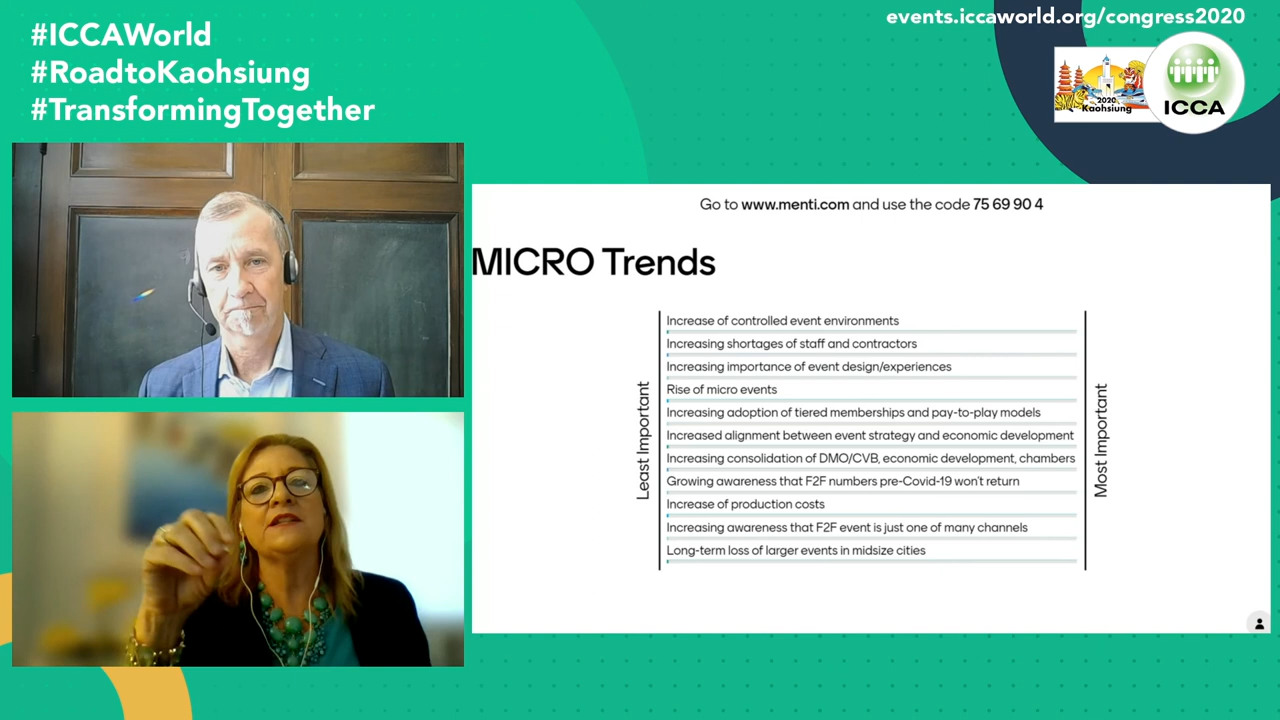 #ICCAWorld
#RoadtoKaohsiung
#TransformingTogether
events.iccaworld.org/congress2020
2020
Kaohsiung
ICCA
Go to www.menti.com and use the code 75 69 90 4
MICRO Trends
Least Important
Increase of controlled event environments
Increasing shortages of staff and contractors
Increasing importance of event design/experiences
Rise of micro events
Increasing adoption of tiered memberships and pay-to-play models
Increased alignment between event strategy and economic development
Increasing consolidation of DMO/CVB, economic development, chambers
Growing awareness that F2F numbers pre-Covid-19 won't return
Increase of production costs
Increasing awareness that F2F event is just one of many channels
Long-term loss of larger events in midsize cities
Most Important